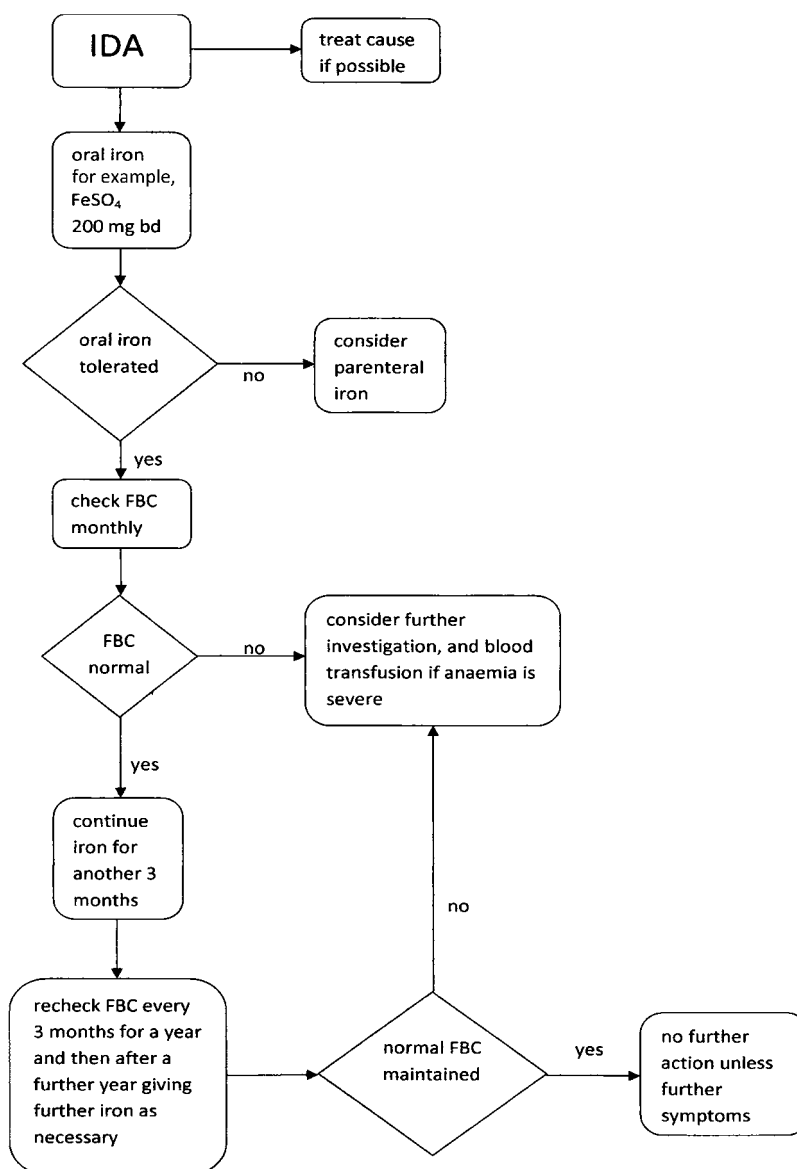 IDA
treat cause
if possible
oral iron
for example,
FeSO₄
200 mg bd
oral iron
tolerated
no
consider
parenteral
iron
yes
check FBC
monthly
FBC
normal
no
consider further
investigation, and blood
transfusion if anaemia is
severe
yes
continue
iron for
another 3
months
no
recheck FBC every
3 months for a year
and then after a
further year giving
further iron as
necessary
normal FBC
maintained
yes
no further
action unless
further
symptoms